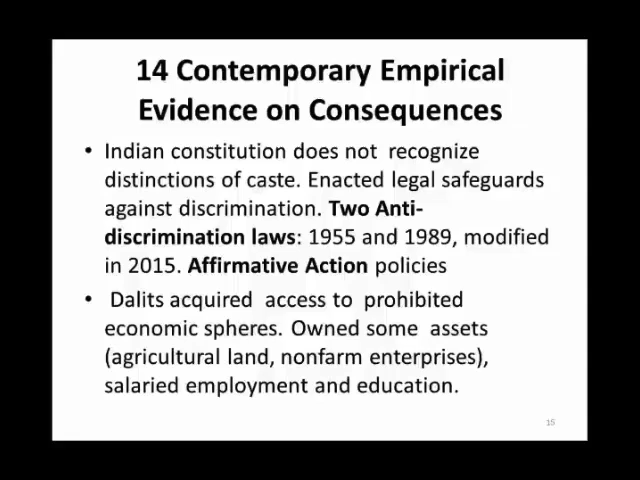 14 Contemporary Empirical
Evidence on Consequences
• Indian constitution does not recognize
distinctions of caste. Enacted legal safeguards
against discrimination. Two Anti-
discrimination laws: 1955 and 1989, modified
in 2015. Affirmative Action policies
• Dalits acquired access to prohibited
economic spheres. Owned some assets
(agricultural land, nonfarm enterprises),
salaried employment and education.
15